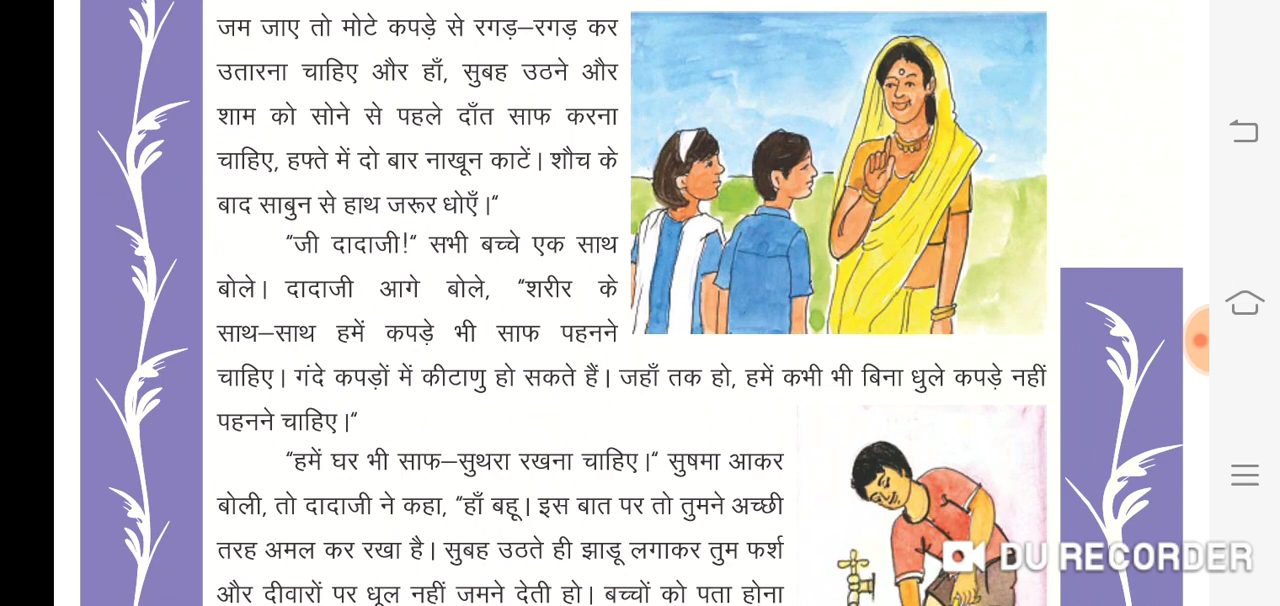 जम जाए तो मोटे कपड़े से रगड़–रगड़ कर
उतारना चाहिए और हाँ, सुबह उठने और
शाम को सोने से पहले दाँत साफ करना
चाहिए, हफ्ते में दो बार नाखून काटें। शौच के
बाद साबुन से हाथ जरूर धोएँ।“
“जी दादाजी!“ सभी बच्चे एक साथ
बोले। दादाजी आगे बोले, “शरीर के
साथ–साथ हमें कपड़े भी साफ पहनने
चाहिए। गंदे कपड़ों में कीटाणु हो सकते हैं। जहाँ तक हो, हमें कभी भी बिना धुले कपड़े नहीं
पहनने चाहिए।“
“हमें घर भी साफ–सुथरा रखना चाहिए।“ सुषमा आकर
बोली, तो दादाजी ने कहा, “हाँ बहू। इस बात पर तो तुमने अच्छी
तरह अमल कर रखा है। सुबह उठते ही झाडू लगाकर तुम फर्श
और दीवारों पर धूल नहीं जमने देती हो। बच्चों को पता होना
DU RECORDER